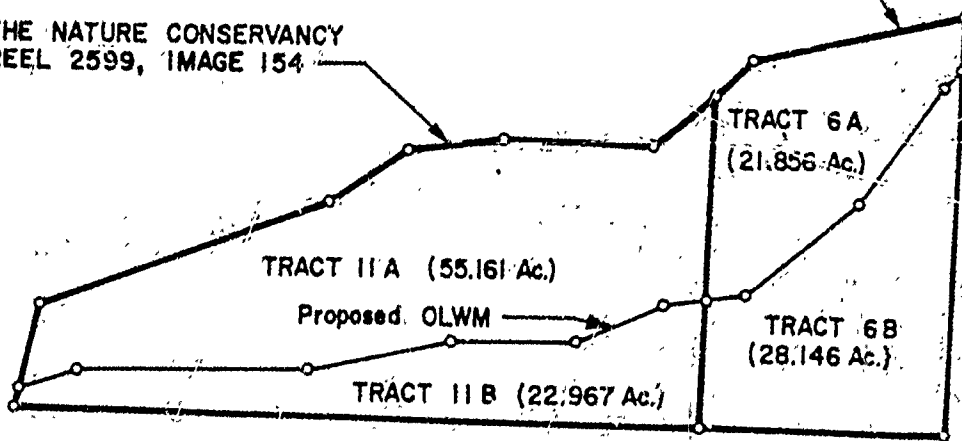 THE NATURE CONSERVANCY
REEL 2599, IMAGE 154
TRACT 6A
(21.856 Ac.)
TRACT 11A (55.161 Ac.)
Proposed OLWM
TRACT 6B
(28.146 Ac.)
TRACT 11B (22.967 Ac.)